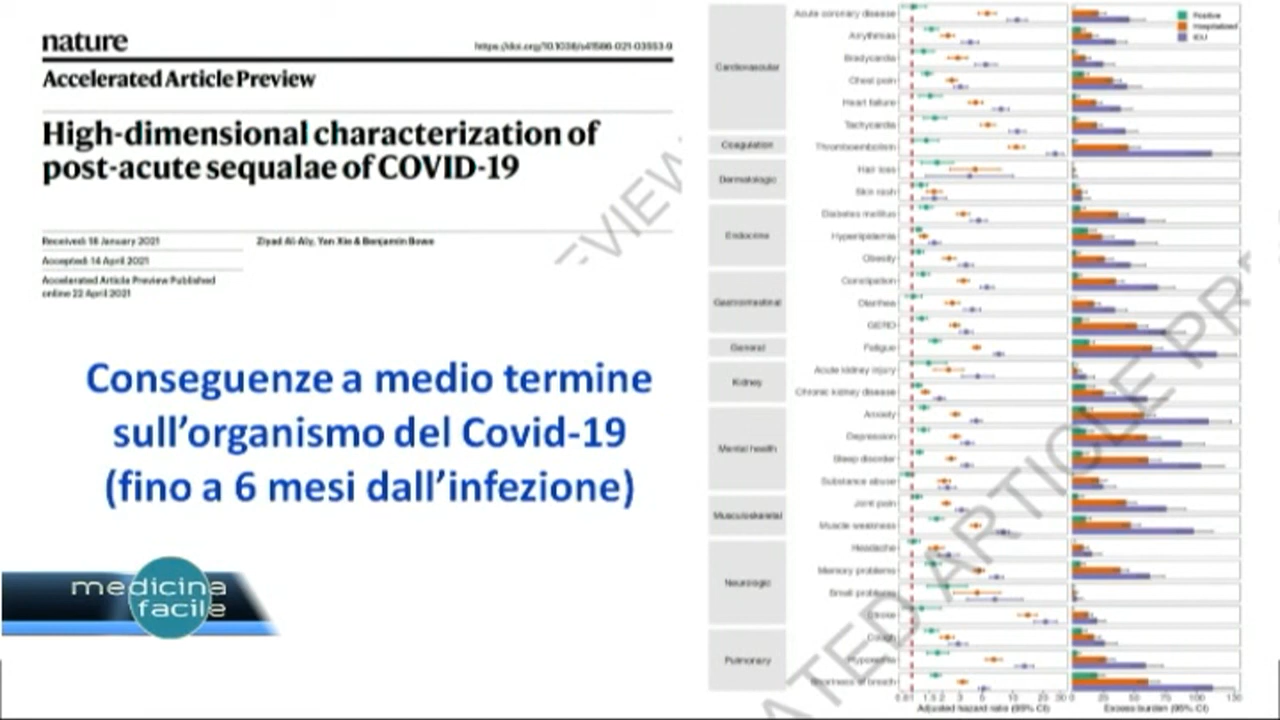 nature
https://doi.org/10.1038/s41586-021-03553-9
Accelerated Article Preview
High-dimensional characterization of
post-acute sequalae of COVID-19
Received: 18 January 2021
Ziyad Al-Aly, Yan Xie & Benjamin Bowe
Accepted: 14 April 2021
Accelerated Article Preview Published
online 22 April 2021
Conseguenze a medio termine
sull'organismo del Covid-19
(fino a 6 mesi dall'infezione)
medicina
facile
Positive
Hospitalized
ICU
Cardiovascular
Acute coronary disease
Arrythmias
Bradycardia
Chest pain
Heart failure
Tachycardia
Coagulation
Thromboembolism
Dermatologic
Hair loss
Skin rash
Endocrine
Diabetes mellitus
Hyperlipidemia
Obesity
Gastrointestinal
Constipation
Diarrhea
GERD
General
Fatigue
Kidney
Acute kidney injury
Chronic kidney disease
Mental health
Anxiety
Depression
Sleep disorder
Substance abuse
Musculoskeletal
Joint pain
Muscle weakness
Neurologic
Headache
Memory problems
Smell problems
Stroke
Pulmonary
Cough
Hypoxemia
Shortness of breath
Adjusted hazard ratio (95% CI)
Excess burden (95% CI)
EVIEW
ATED ARTICLE PR